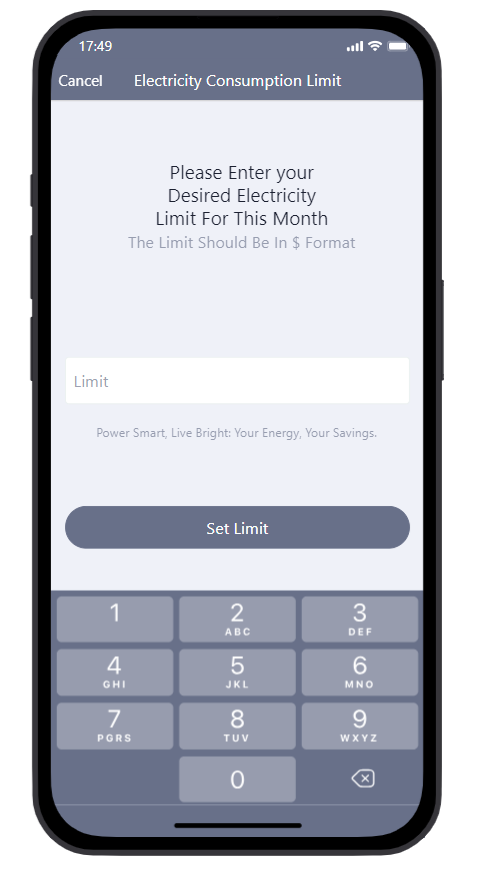 17:49
Cancel Electricity Consumption Limit
Please Enter your
Desired Electricity
Limit For This Month
The Limit Should Be In $ Format
Limit
Power Smart, Live Bright: Your Energy, Your Savings.
Set Limit
1 2 3
ABC DEF
4 5 6
GHI JKL MNO
7 8 9
PGRS TUV WXYZ
0